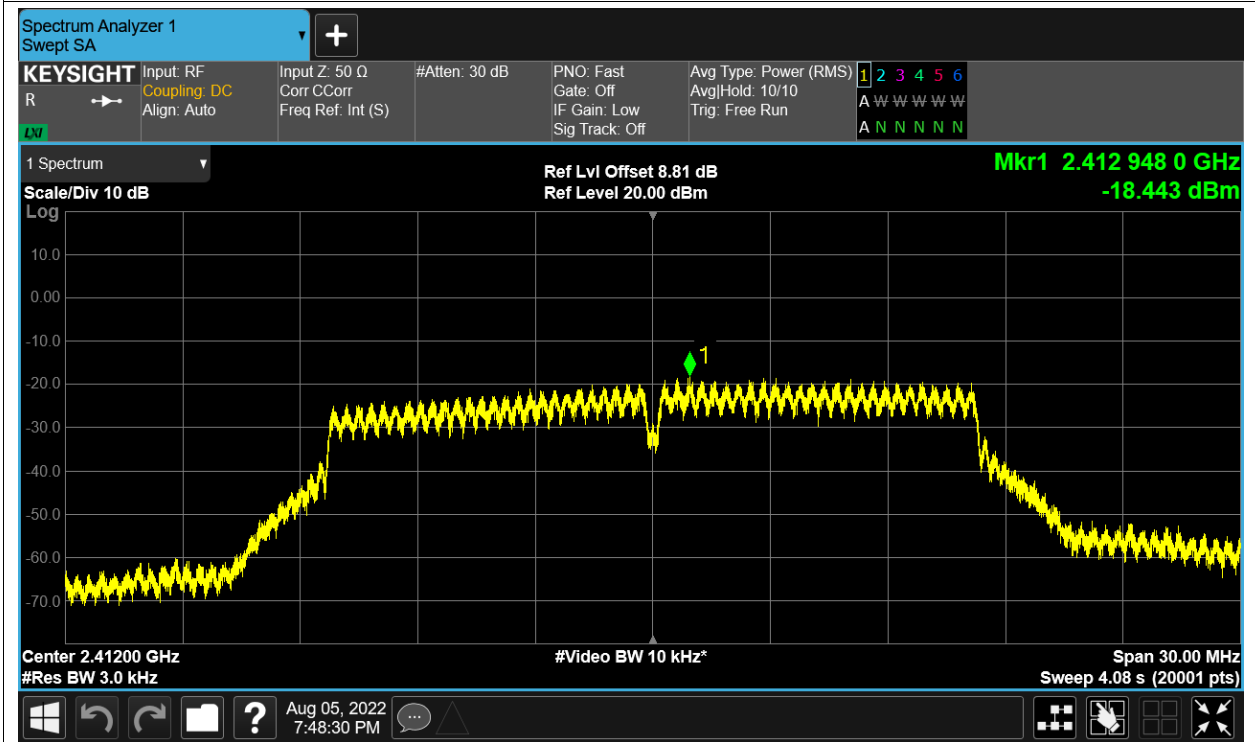 Spectrum Analyzer 1
Swept SA
KEYSIGHT
R
LXI
Input: RF
Coupling: DC
Align: Auto
Input Z: 50 Ω
Corr CCorr
Freq Ref: Int (S)
#Atten: 30 dB
PNO: Fast
Gate: Off
IF Gain: Low
Sig Track: Off
Avg Type: Power (RMS)
Avg|Hold: 10/10
Trig: Free Run
1 2 3 4 5 6
A W W W W W
A N N N N N
1 Spectrum
Scale/Div 10 dB
Log
Ref Lvl Offset 8.81 dB
Ref Level 20.00 dBm
Mkr1 2.412 948 0 GHz
-18.443 dBm
10.0
0.00
-10.0
-20.0
-30.0
-40.0
-50.0
-60.0
-70.0
1
Center 2.41200 GHz
#Res BW 3.0 kHz
#Video BW 10 kHz*
Span 30.00 MHz
Sweep 4.08 s (20001 pts)
?
Aug 05, 2022
7:48:30 PM